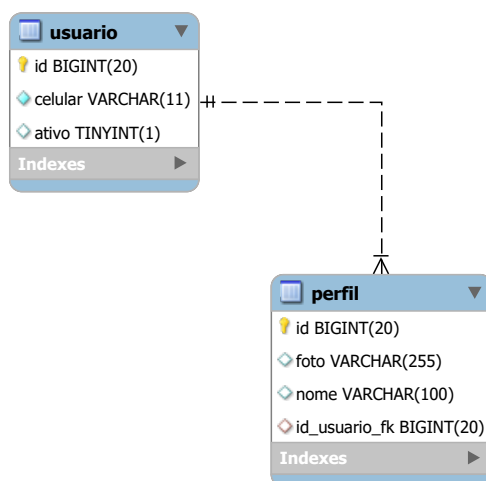 usuario
id BIGINT(20)
celular VARCHAR(11)
ativo TINYINT(1)
Indexes
perfil
id BIGINT(20)
foto VARCHAR(255)
nome VARCHAR(100)
id_usuario_fk BIGINT(20)
Indexes